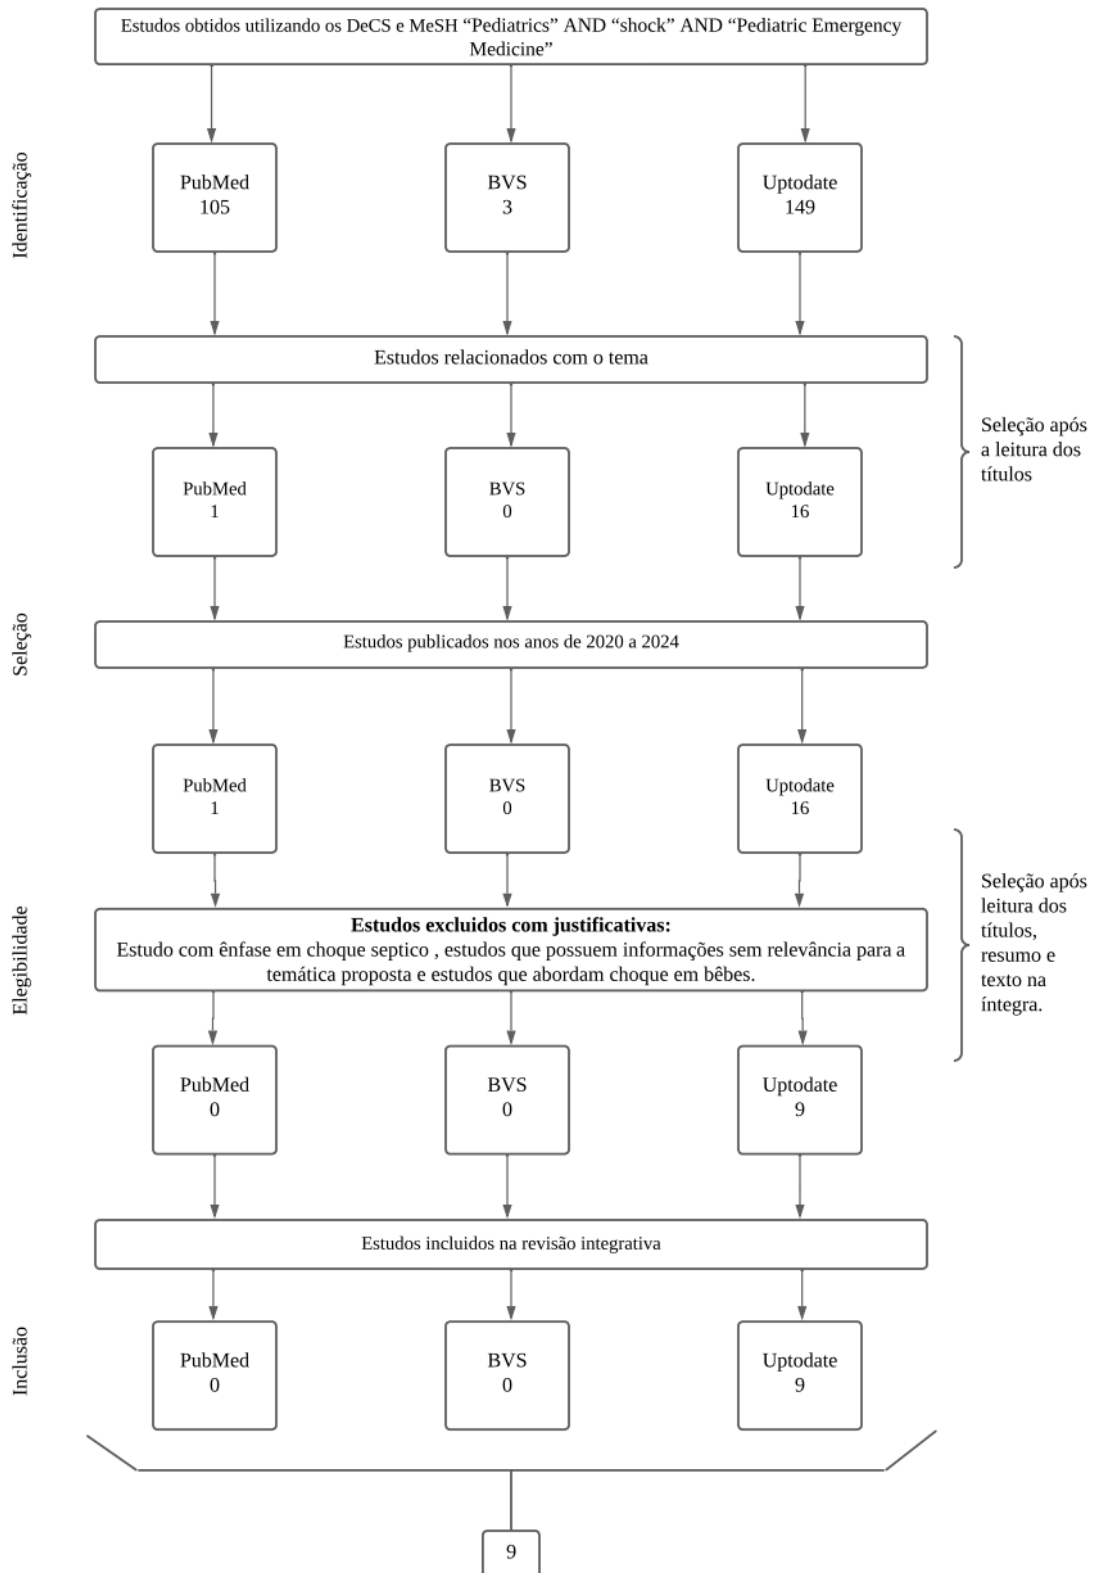 Estudos obtidos utilizando os DeCS e MeSH “Pediatrics” AND “shock” AND “Pediatric Emergency
Medicine”
Identificação
PubMed
105
BVS
3
Uptodate
149
Estudos relacionados com o tema
Seleção após
a leitura dos
títulos
PubMed
1
BVS
0
Uptodate
16
Seleção
Estudos publicados nos anos de 2020 a 2024
PubMed
1
BVS
0
Uptodate
16
Elegibilidade
Estudos excluidos com justificativas:
Estudo com ênfase em choque septico , estudos que possuem informações sem relevância para a
temática proposta e estudos que abordam choque em bêbes.
Seleção após
leitura dos
títulos,
resumo e
texto na
íntegra.
PubMed
0
BVS
0
Uptodate
9
Estudos incluidos na revisão integrativa
Inclusão
PubMed
0
BVS
0
Uptodate
9
9